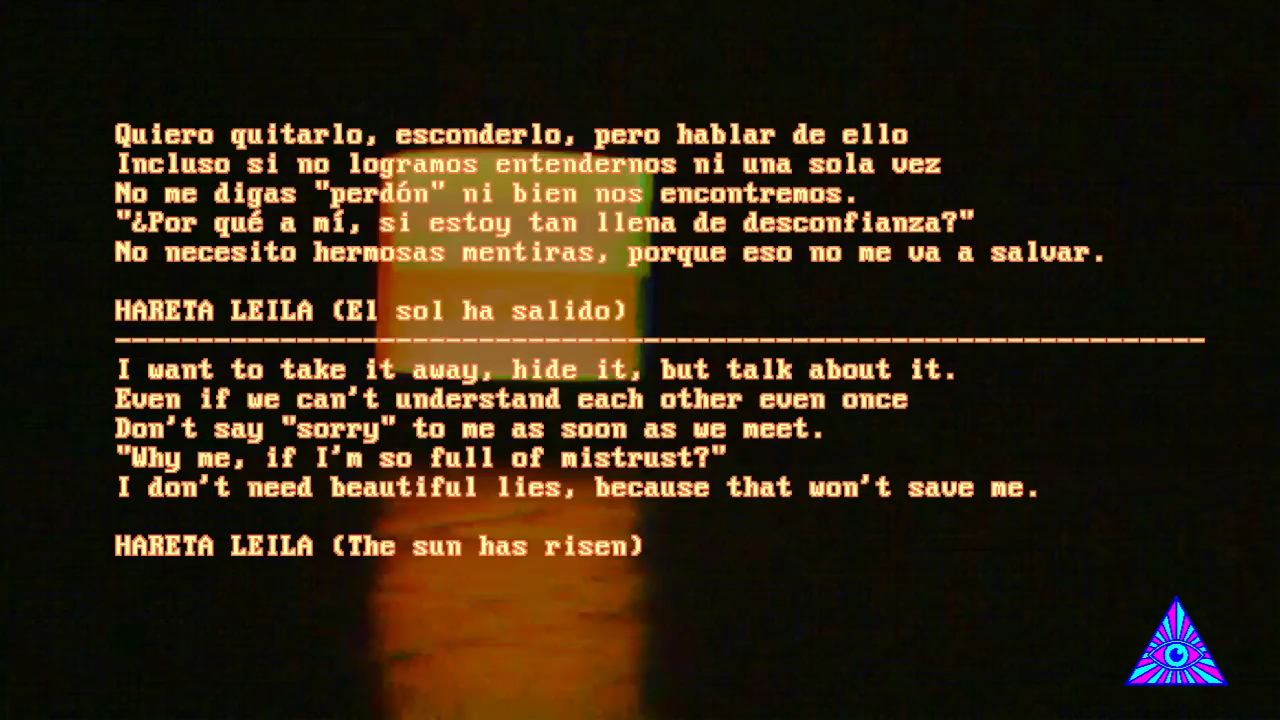 Quiero quitarlo, esconderlo, pero hablar de ello
Incluso si no logramos entendernos ni una sola vez
No me digas "perdón" ni bien nos encontremos.
"¿Por qué a mí, si estoy tan llena de desconfianza?"
No necesito hermosas mentiras, porque eso no me va a salvar.
HARETA LEILA (El sol ha salido)
------------------------------------------------------------------
I want to take it away, hide it, but talk about it.
Even if we can't understand each other even once
Don't say "sorry" to me as soon as we meet.
"Why me, if I'm so full of mistrust?"
I don't need beautiful lies, because that won't save me.
HARETA LEILA (The sun has risen)